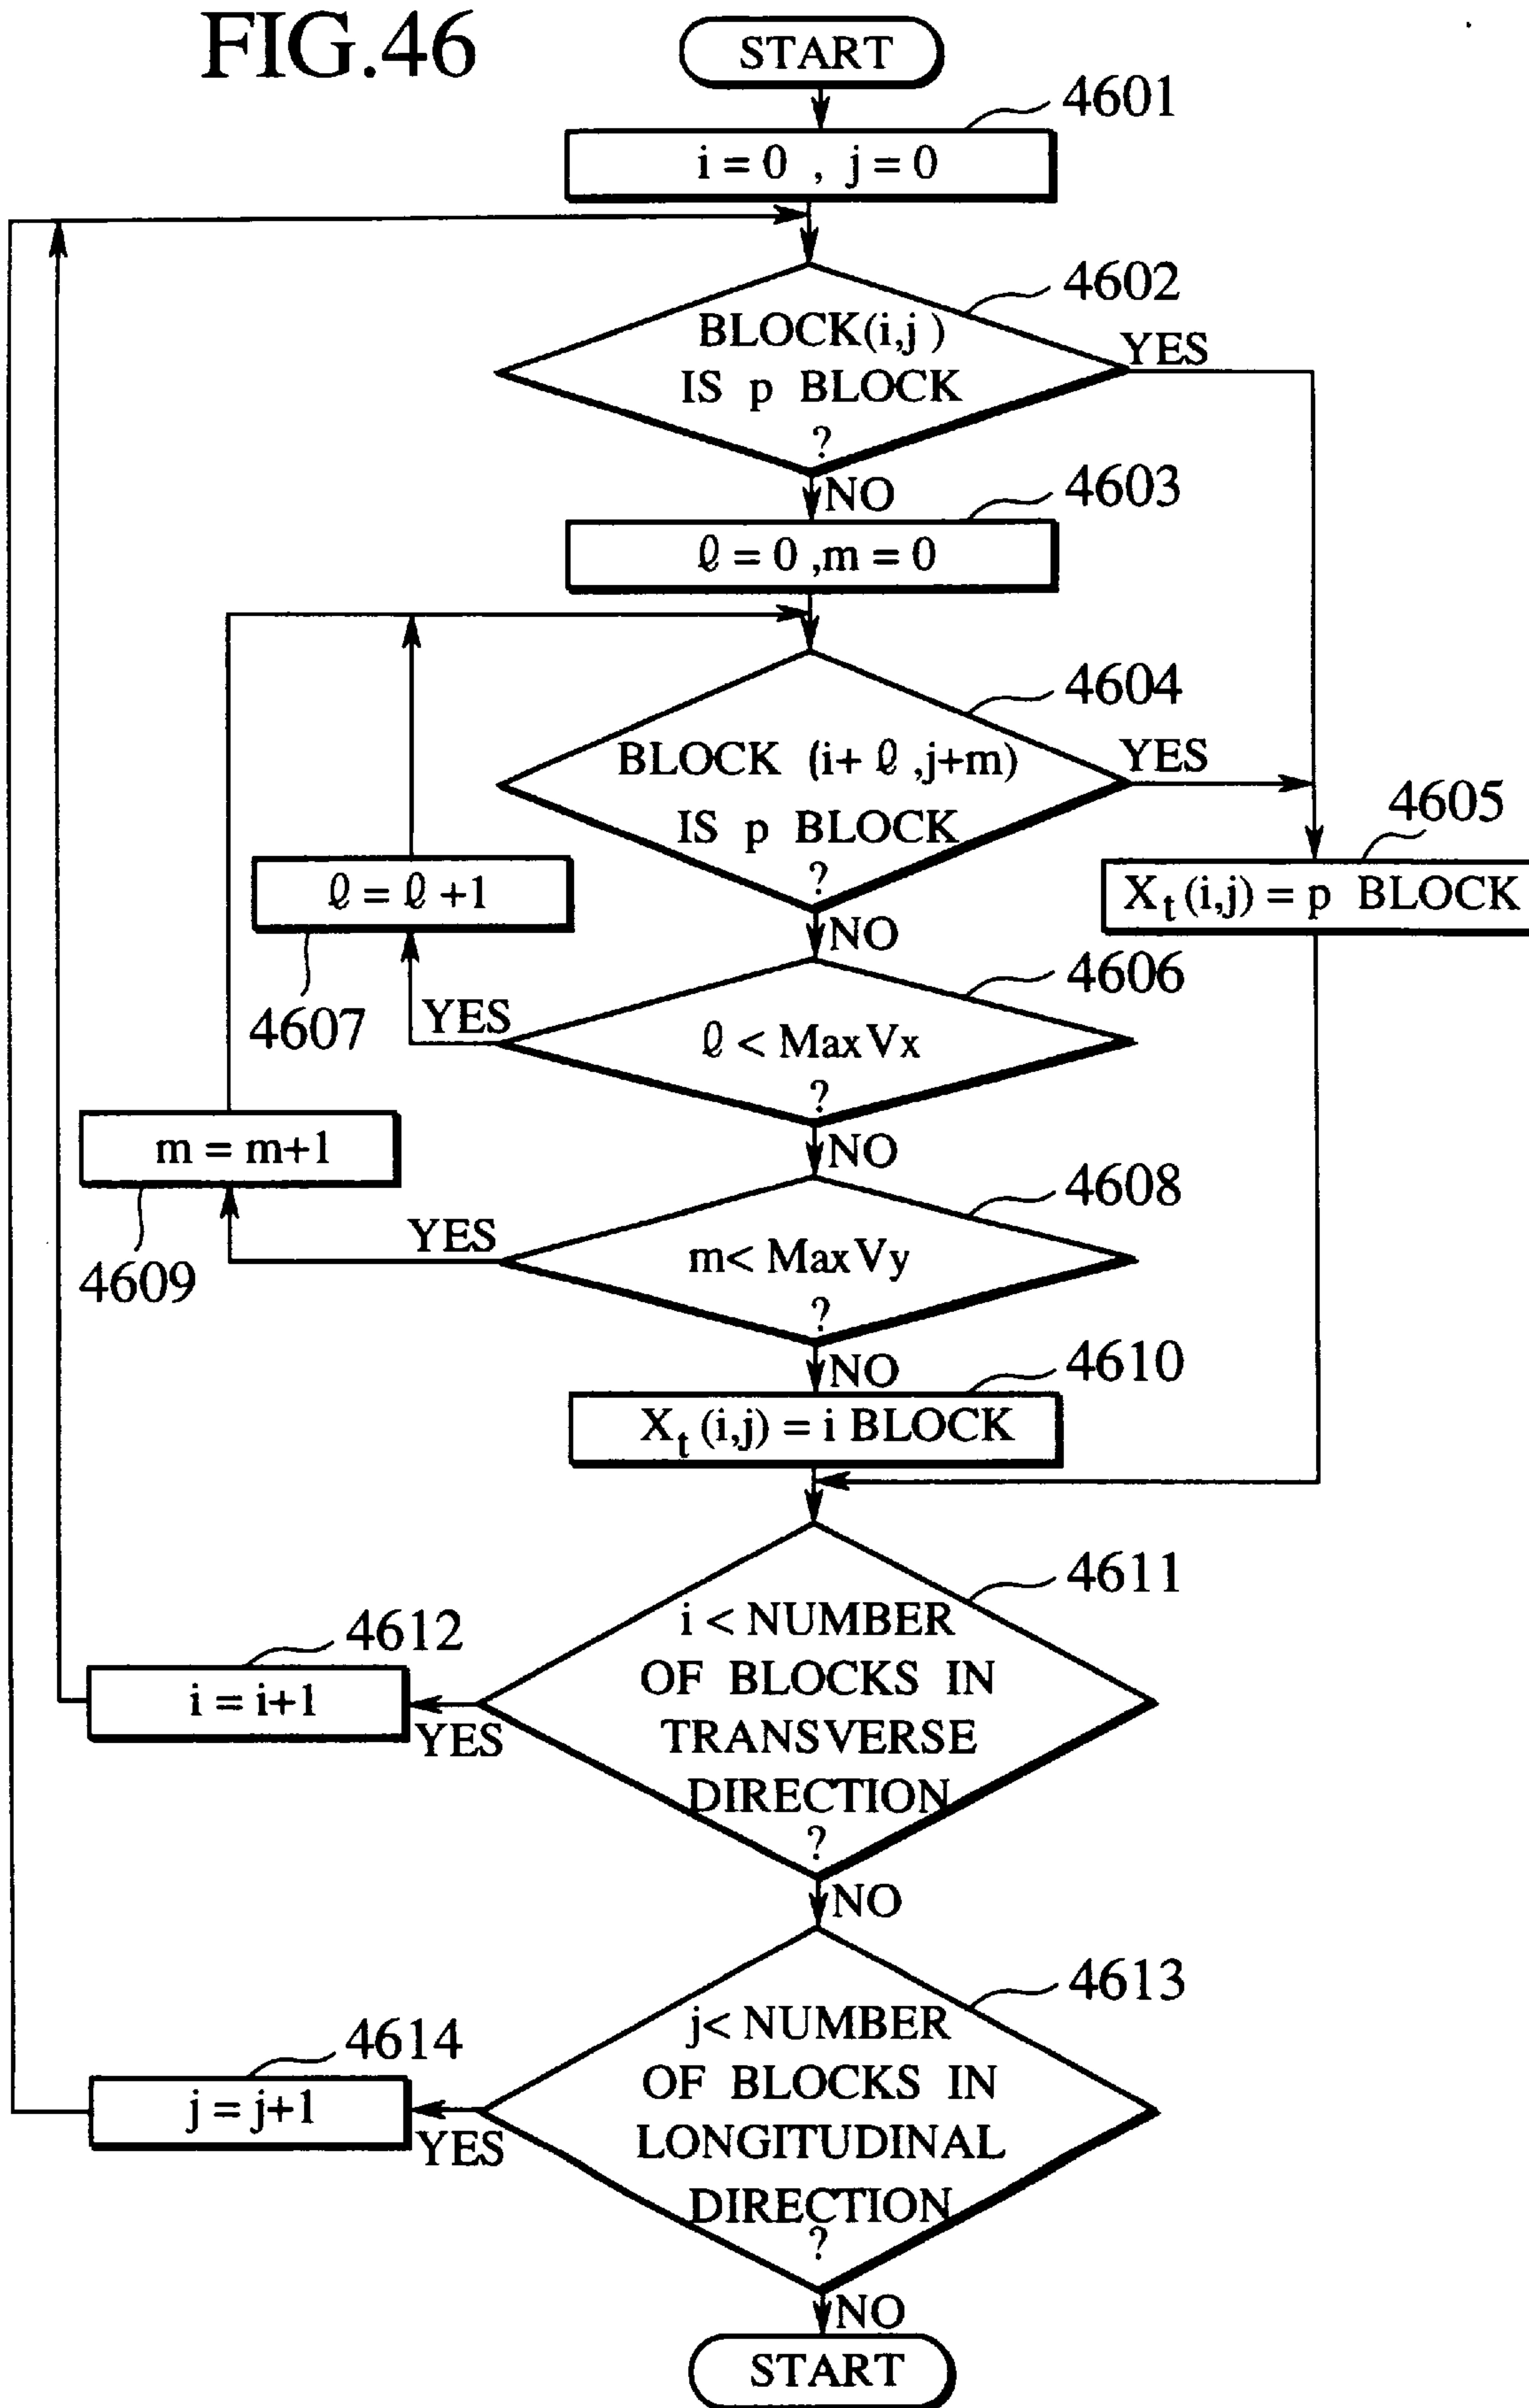 FIG.46
START
4601
i = 0 , j = 0
4602
BLOCK(i,j )
IS p BLOCK
?
YES
NO
4603
ℓ = 0 ,m = 0
4604
BLOCK (i+ ℓ ,j+m)
IS p BLOCK
?
YES
4605
Xt (i,j) = p BLOCK
NO
ℓ = ℓ +1
4607
4606
ℓ < MaxVx
?
YES
NO
m = m+1
4609
4608
m< MaxVy
?
YES
NO
4610
Xt (i,j) = i BLOCK
4611
i < NUMBER
OF BLOCKS IN
TRANSVERSE
DIRECTION
?
4612
i = i+1
YES
NO
4613
j< NUMBER
OF BLOCKS IN
LONGITUDINAL
DIRECTION
?
4614
j = j+1
YES
NO
START